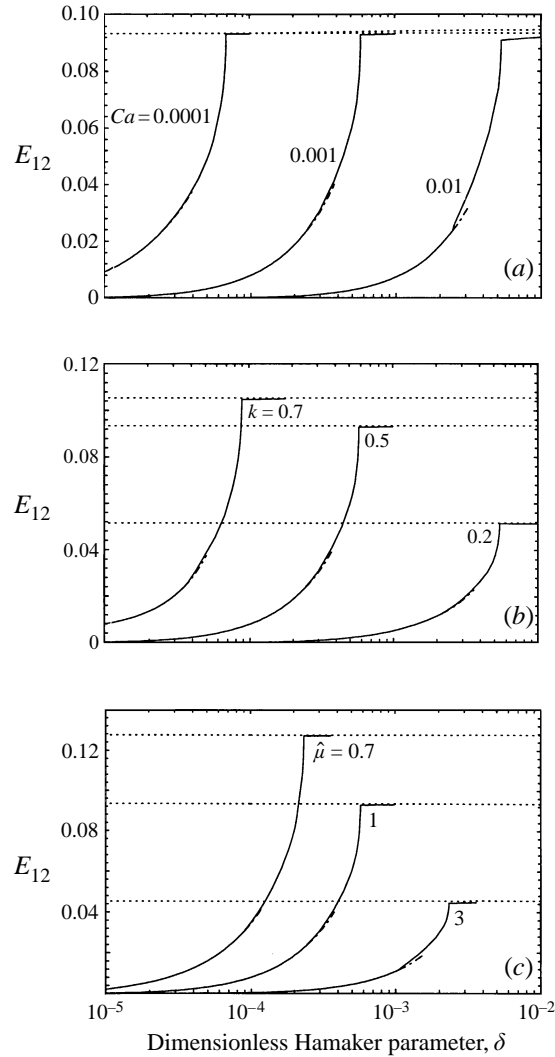 0.10
(a)
0.08
Ca = 0.0001
0.06
E12
0.001
0.04
0.01
0.02
0
0.12
(b)
k = 0.7
0.5
0.08
E12
0.2
0.04
0
(c)
0.12
μ̂ = 0.7
0.08
1
E12
0.04
3
10−5
10−4
10−3
10−2
Dimensionless Hamaker parameter, δ